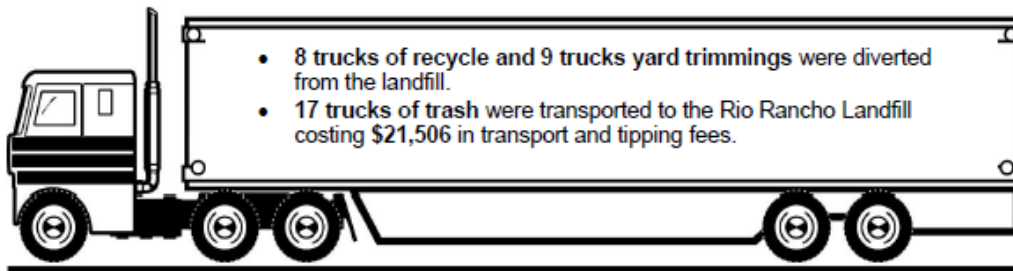 • 8 trucks of recycle and 9 trucks yard trimmings were diverted
from the landfill.
• 17 trucks of trash were transported to the Rio Rancho Landfill
costing $21,506 in transport and tipping fees.